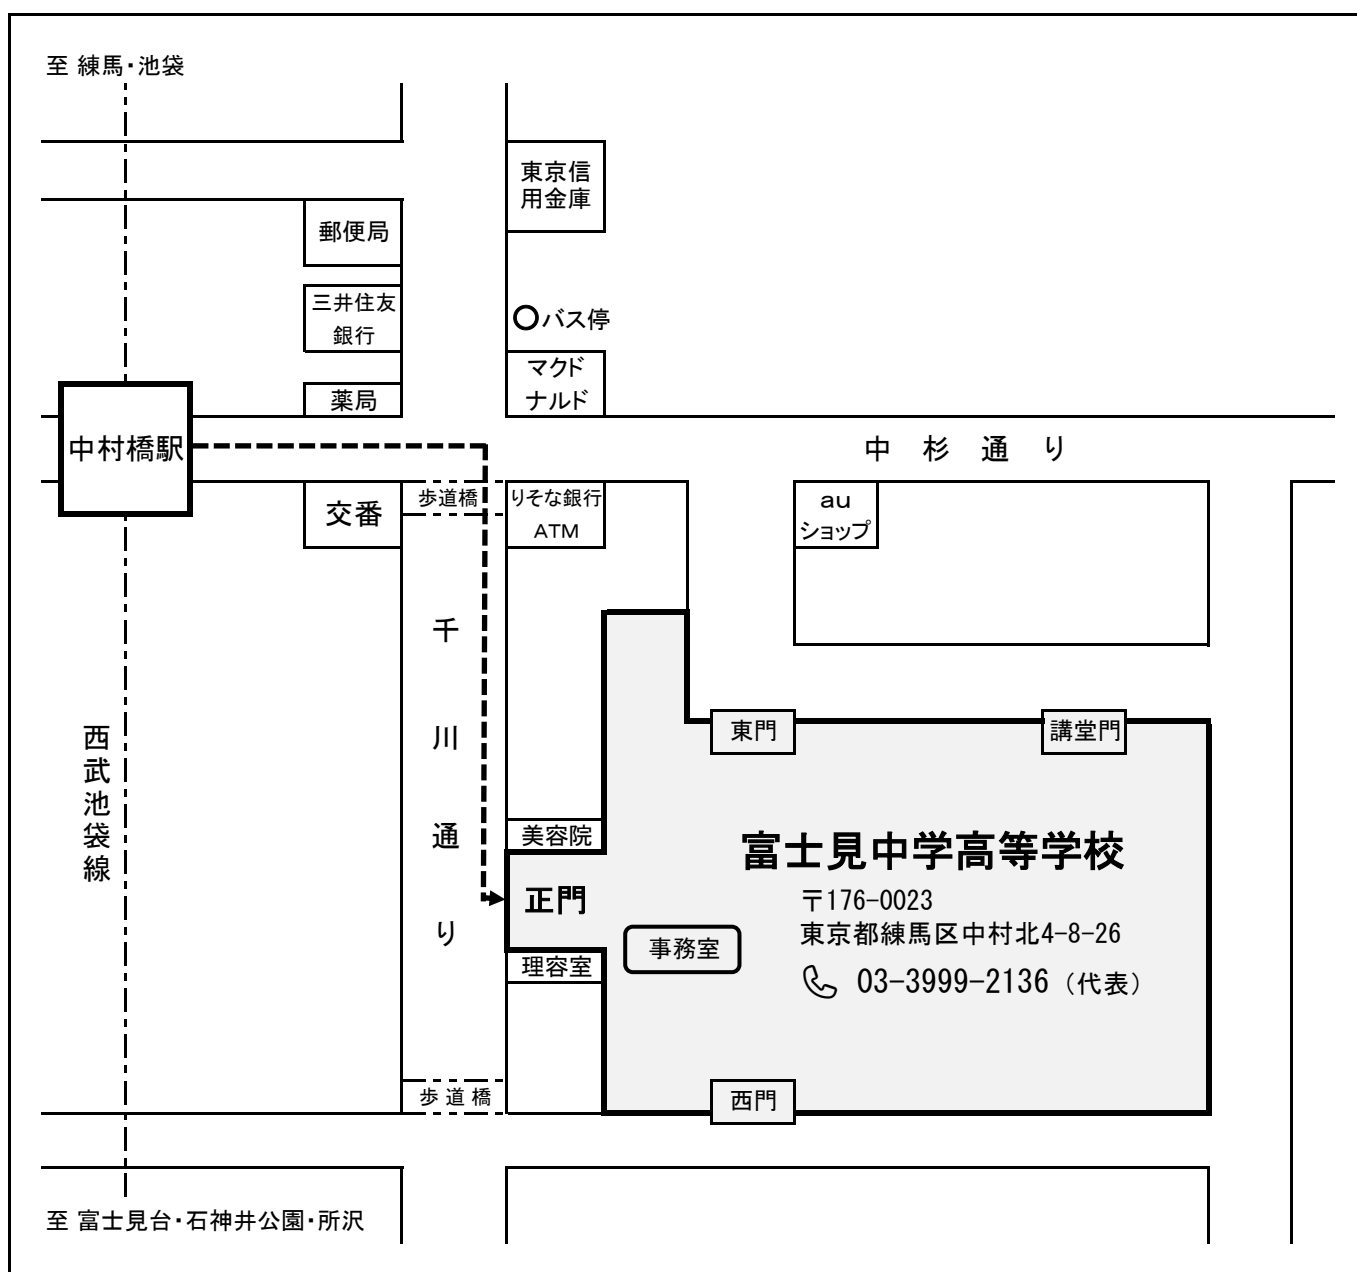 至 練馬・池袋
東京信
用金庫
郵便局
三井住友
銀行
バス停
マクド
ナルド
薬局
中村橋駅
中杉通り
交番
歩道橋
りそな銀行
ATM
au
ショップ
千川通り
西武池袋線
東門
講堂門
美容院
正門
理容室
事務室
富士見中学高等学校
〒176-0023
東京都練馬区中村北4-8-26
03-3999-2136（代表）
歩道橋
西門
至 富士見台・石神井公園・所沢